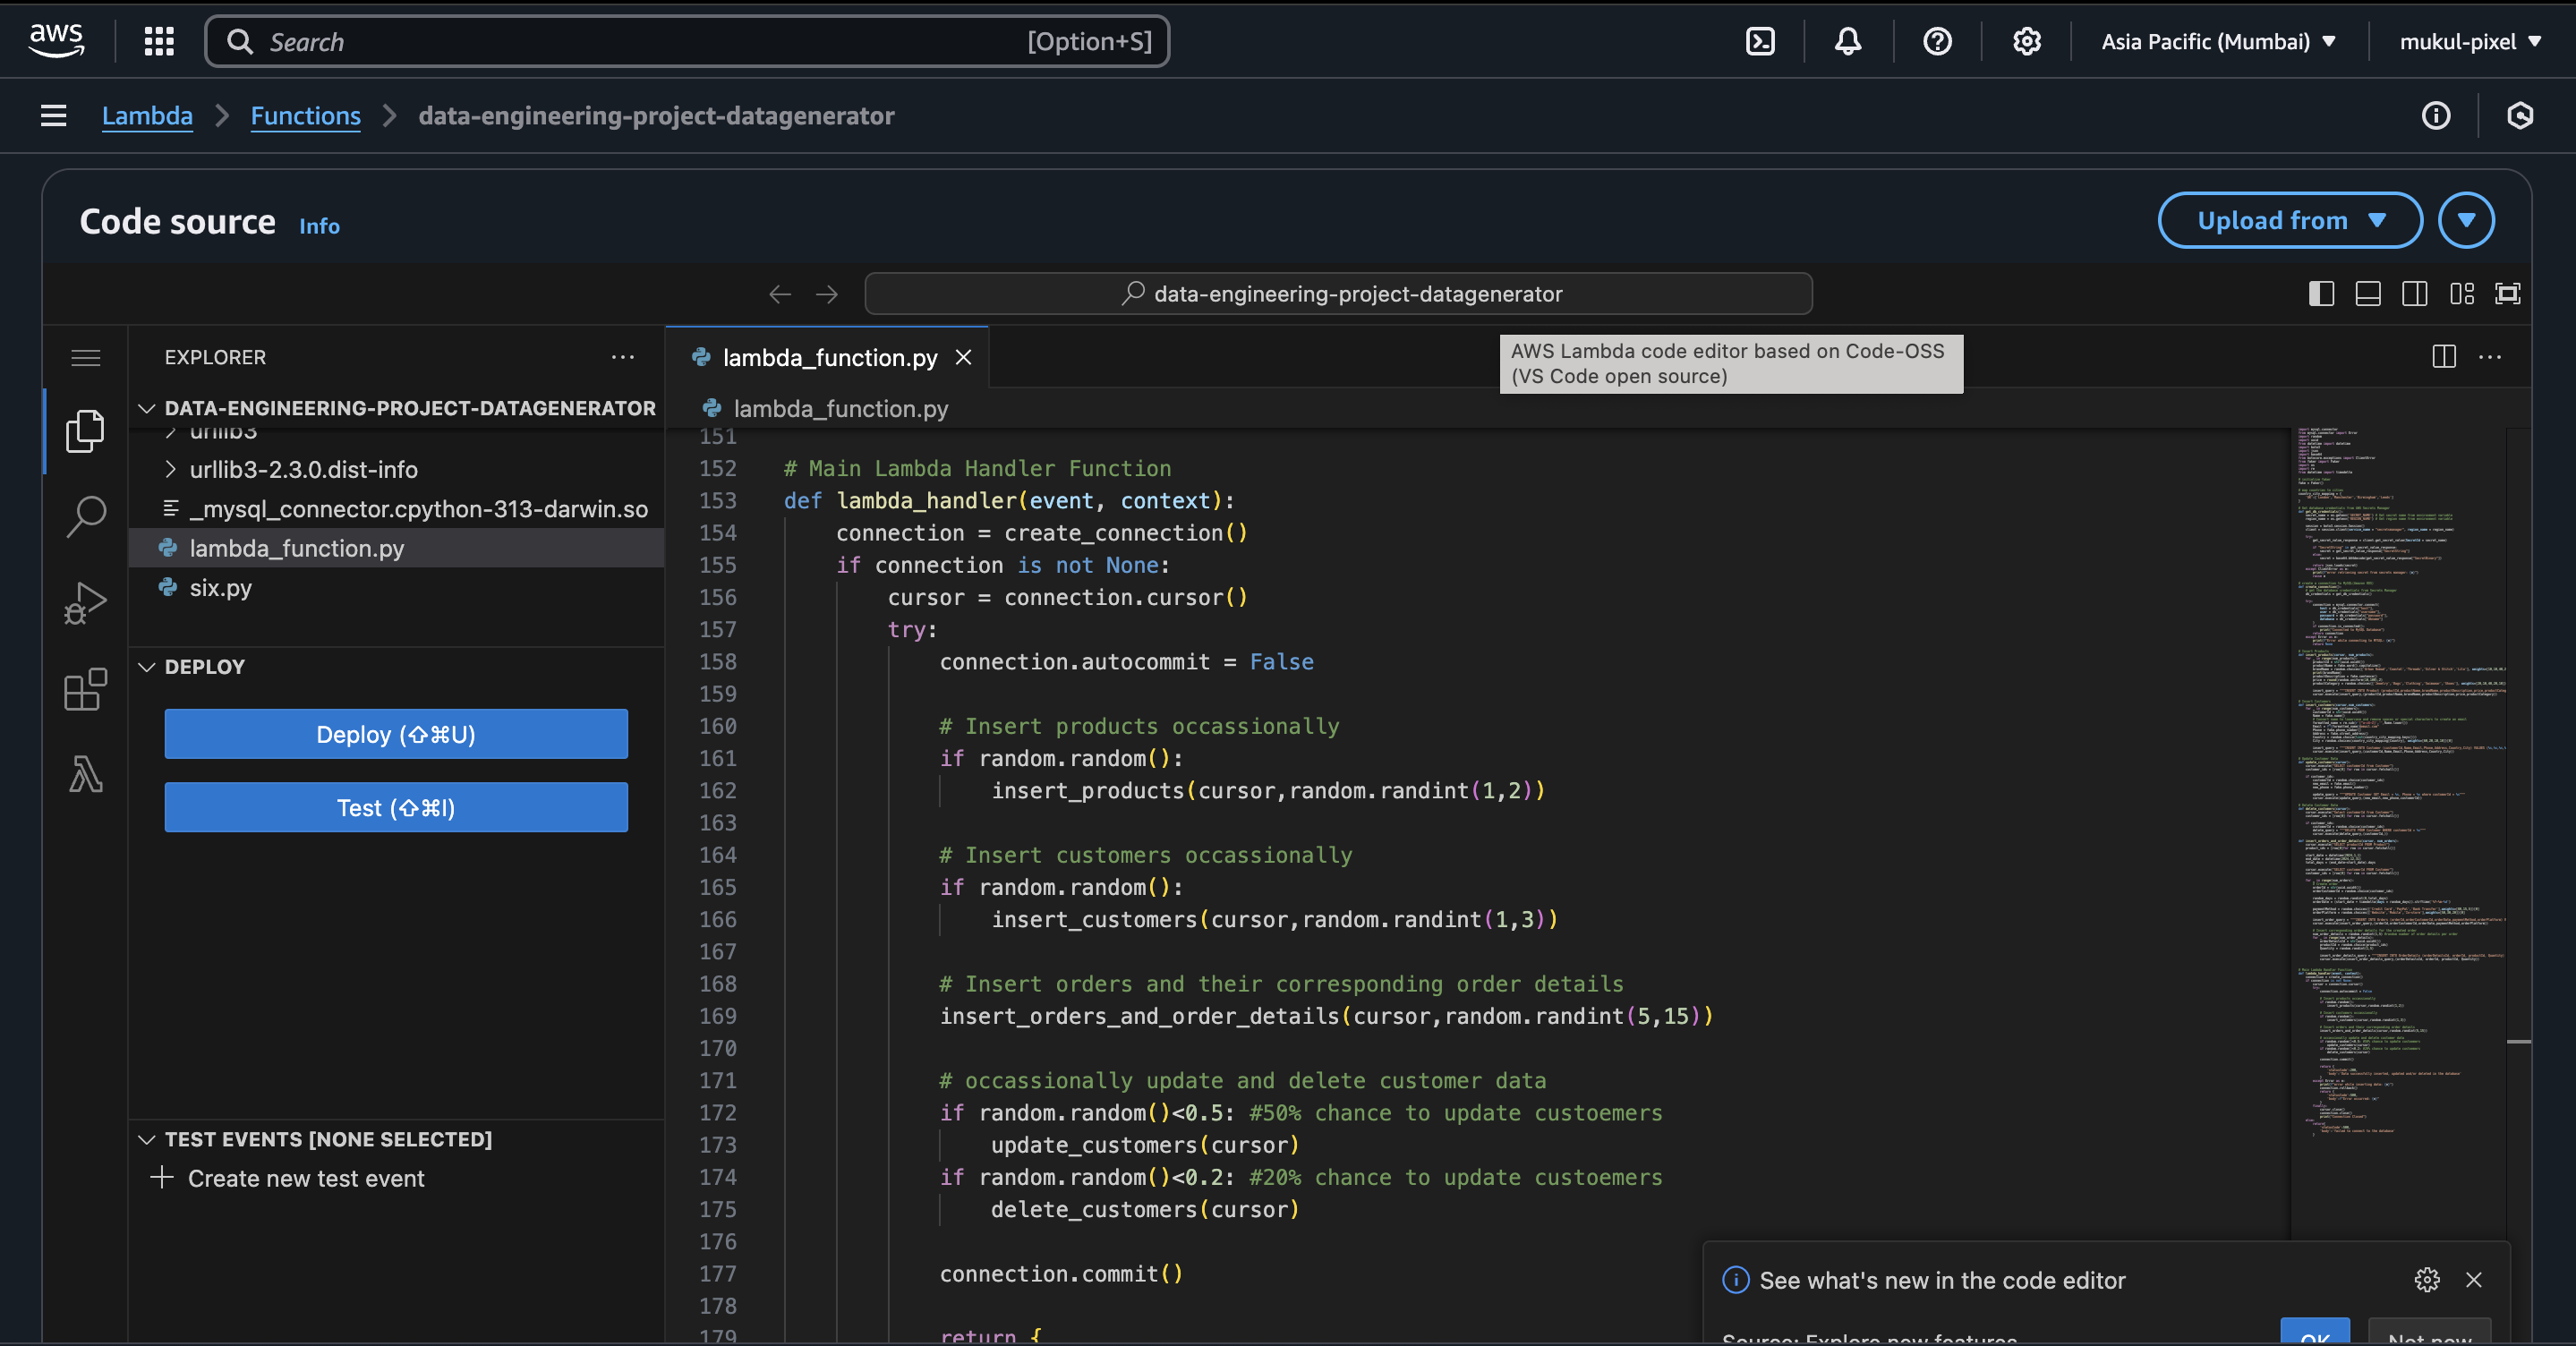 aws
Search
[Option+S]
Asia Pacific (Mumbai)
mukul-pixel
Lambda
Functions
data-engineering-project-datagenerator
Code source
Info
Upload from
data-engineering-project-datagenerator
EXPLORER
lambda_function.py
AWS Lambda code editor based on Code-OSS
(VS Code open source)
DATA-ENGINEERING-PROJECT-DATAGENERATOR
urllib3
urllib3-2.3.0.dist-info
_mysql_connector.cpython-313-darwin.so
lambda_function.py
six.py
DEPLOY
Deploy (⇧⌘U)
Test (⇧⌘I)
TEST EVENTS [NONE SELECTED]
Create new test event
lambda_function.py
151
152 # Main Lambda Handler Function
153 def lambda_handler(event, context):
154 connection = create_connection()
155 if connection is not None:
156 cursor = connection.cursor()
157 try:
158 connection.autocommit = False
159
160 # Insert products occassionally
161 if random.random():
162 insert_products(cursor,random.randint(1,2))
163
164 # Insert customers occassionally
165 if random.random():
166 insert_customers(cursor,random.randint(1,3))
167
168 # Insert orders and their corresponding order details
169 insert_orders_and_order_details(cursor,random.randint(5,15))
170
171 # occassionally update and delete customer data
172 if random.random()<0.5: #50% chance to update custoemers
173 update_customers(cursor)
174 if random.random()<0.2: #20% chance to update custoemers
175 delete_customers(cursor)
176
177 connection.commit()
178
179 return {
See what's new in the code editor
Source: Explore new features
OK
Not now